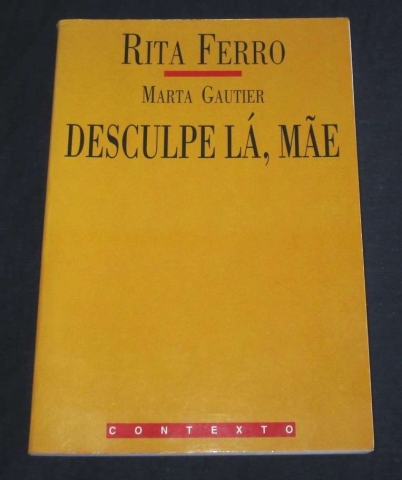 RITA FERRO
MARTA GAUTIER
DESCULPE LÁ, MÃE
CONTEXTO